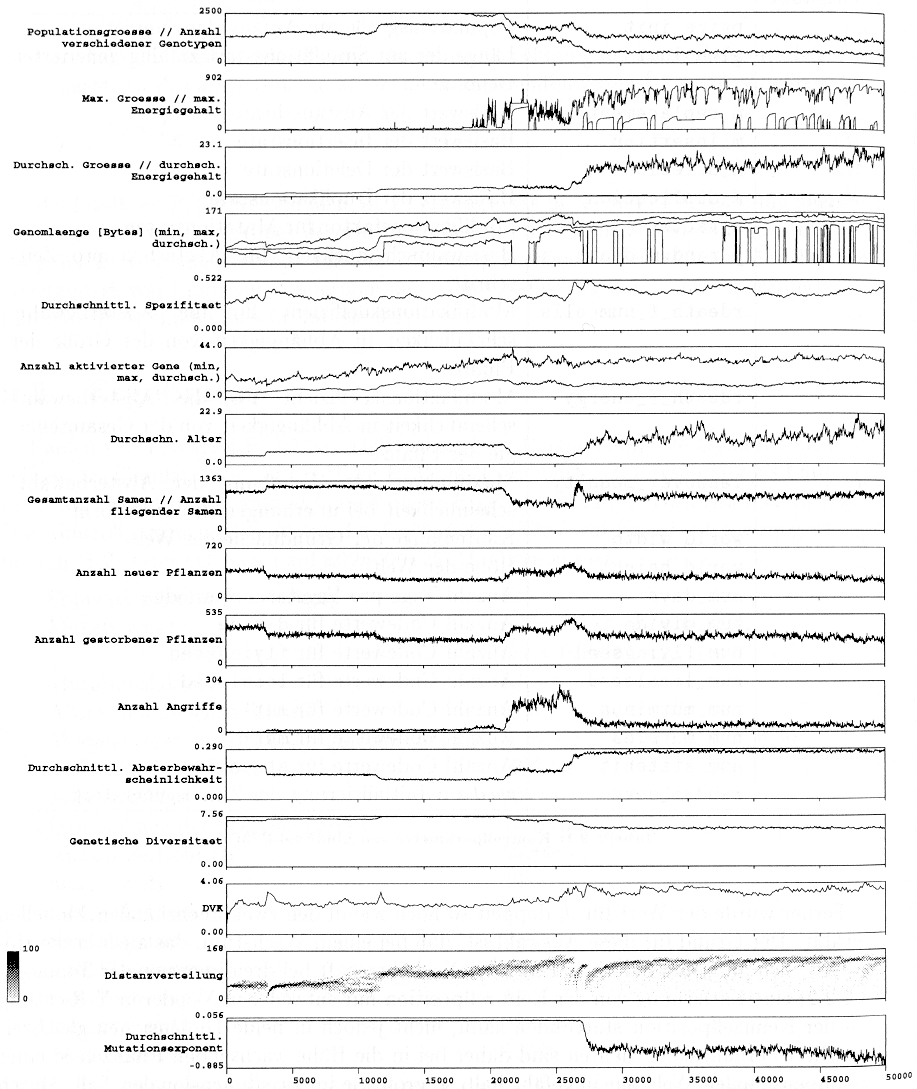 2500
Populationsgroesse // Anzahl
verschiedener Genotypen
0
902
Max. Groesse // max.
Energiegehalt
0
23.1
Durchsch. Groesse // durchsch.
Energiegehalt
0.0
171
Genomlaenge [Bytes] (min, max,
durchsch.)
0
0.522
Durchschnittl. Spezifitaet
0.000
44.0
Anzahl aktivierter Gene (min,
max, durchsch.)
0.0
22.9
Durchschn. Alter
0.0
1363
Gesamtanzahl Samen // Anzahl
fliegender Samen
0
720
Anzahl neuer Pflanzen
0
535
Anzahl gestorbener Pflanzen
0
304
Anzahl Angriffe
0
0.290
Durchschnittl. Absterbewahr-
scheinlichkeit
0.000
7.56
Genetische Diversitaet
0.00
4.06
DVK
0.00
100
168
Distanzverteilung
0
0
0.056
Durchschnittl.
Mutationsexponent
-0.885
0 5000 10000 15000 20000 25000 30000 35000 40000 45000 50000